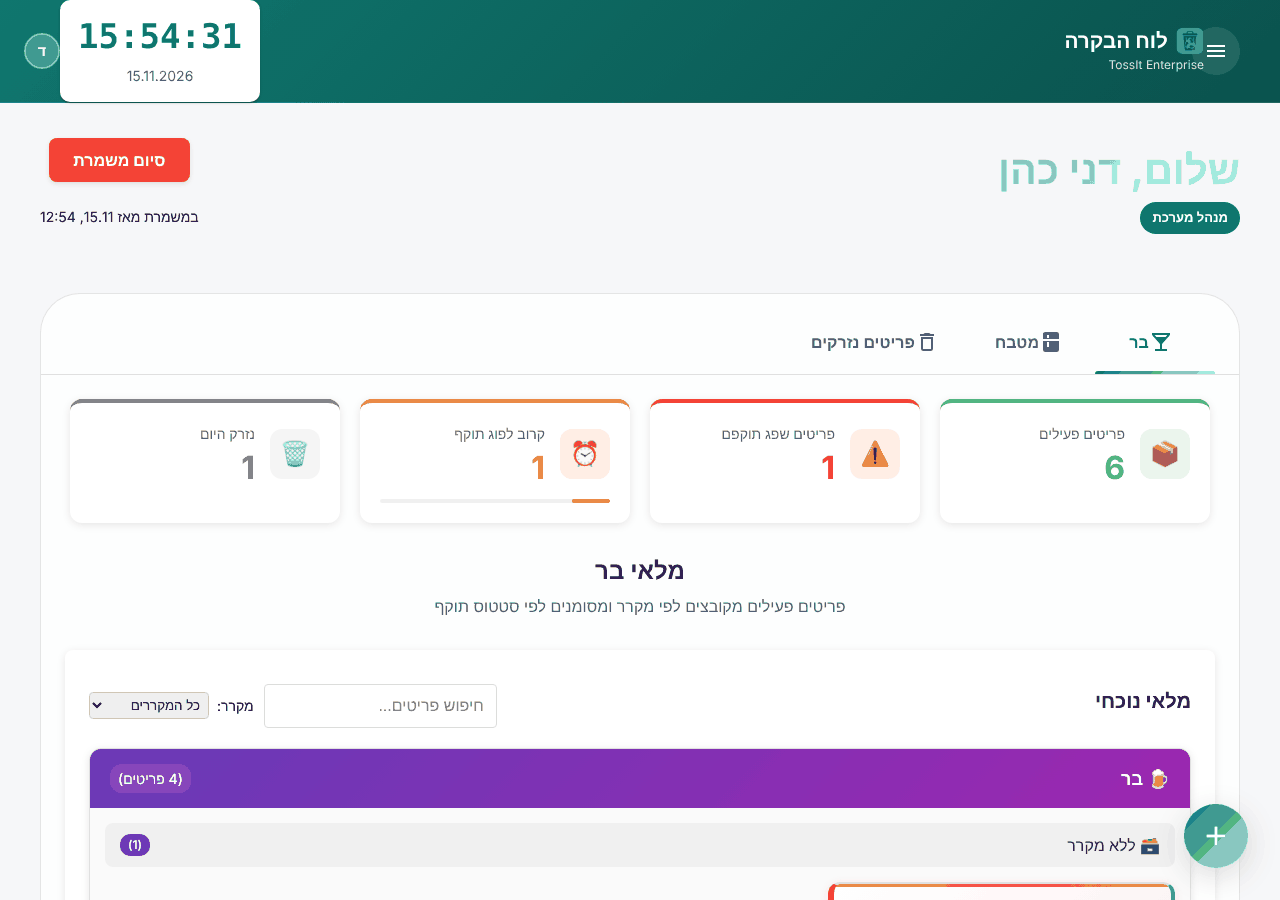 לוח הבקרה
TossIt Enterprise
15:54:31
15.11.2026
ד
שלום, דני כהן
מנהל מערכת
סיום משמרת
במשמרת מאז 15.11, 12:54
בר
מטבח
פריטים נזרקים
פריטים פעילים
6
פריטים שפג תוקפם
1
קרוב לפוג תוקף
1
נזרק היום
1
מלאי בר
פריטים פעילים מקובצים לפי מקרר ומסומנים לפי סטטוס תוקף
מלאי נוכחי
חיפוש פריטים...
מקרר:
כל המקררים
בר
(4 פריטים)
ללא מקרר
(1)
+